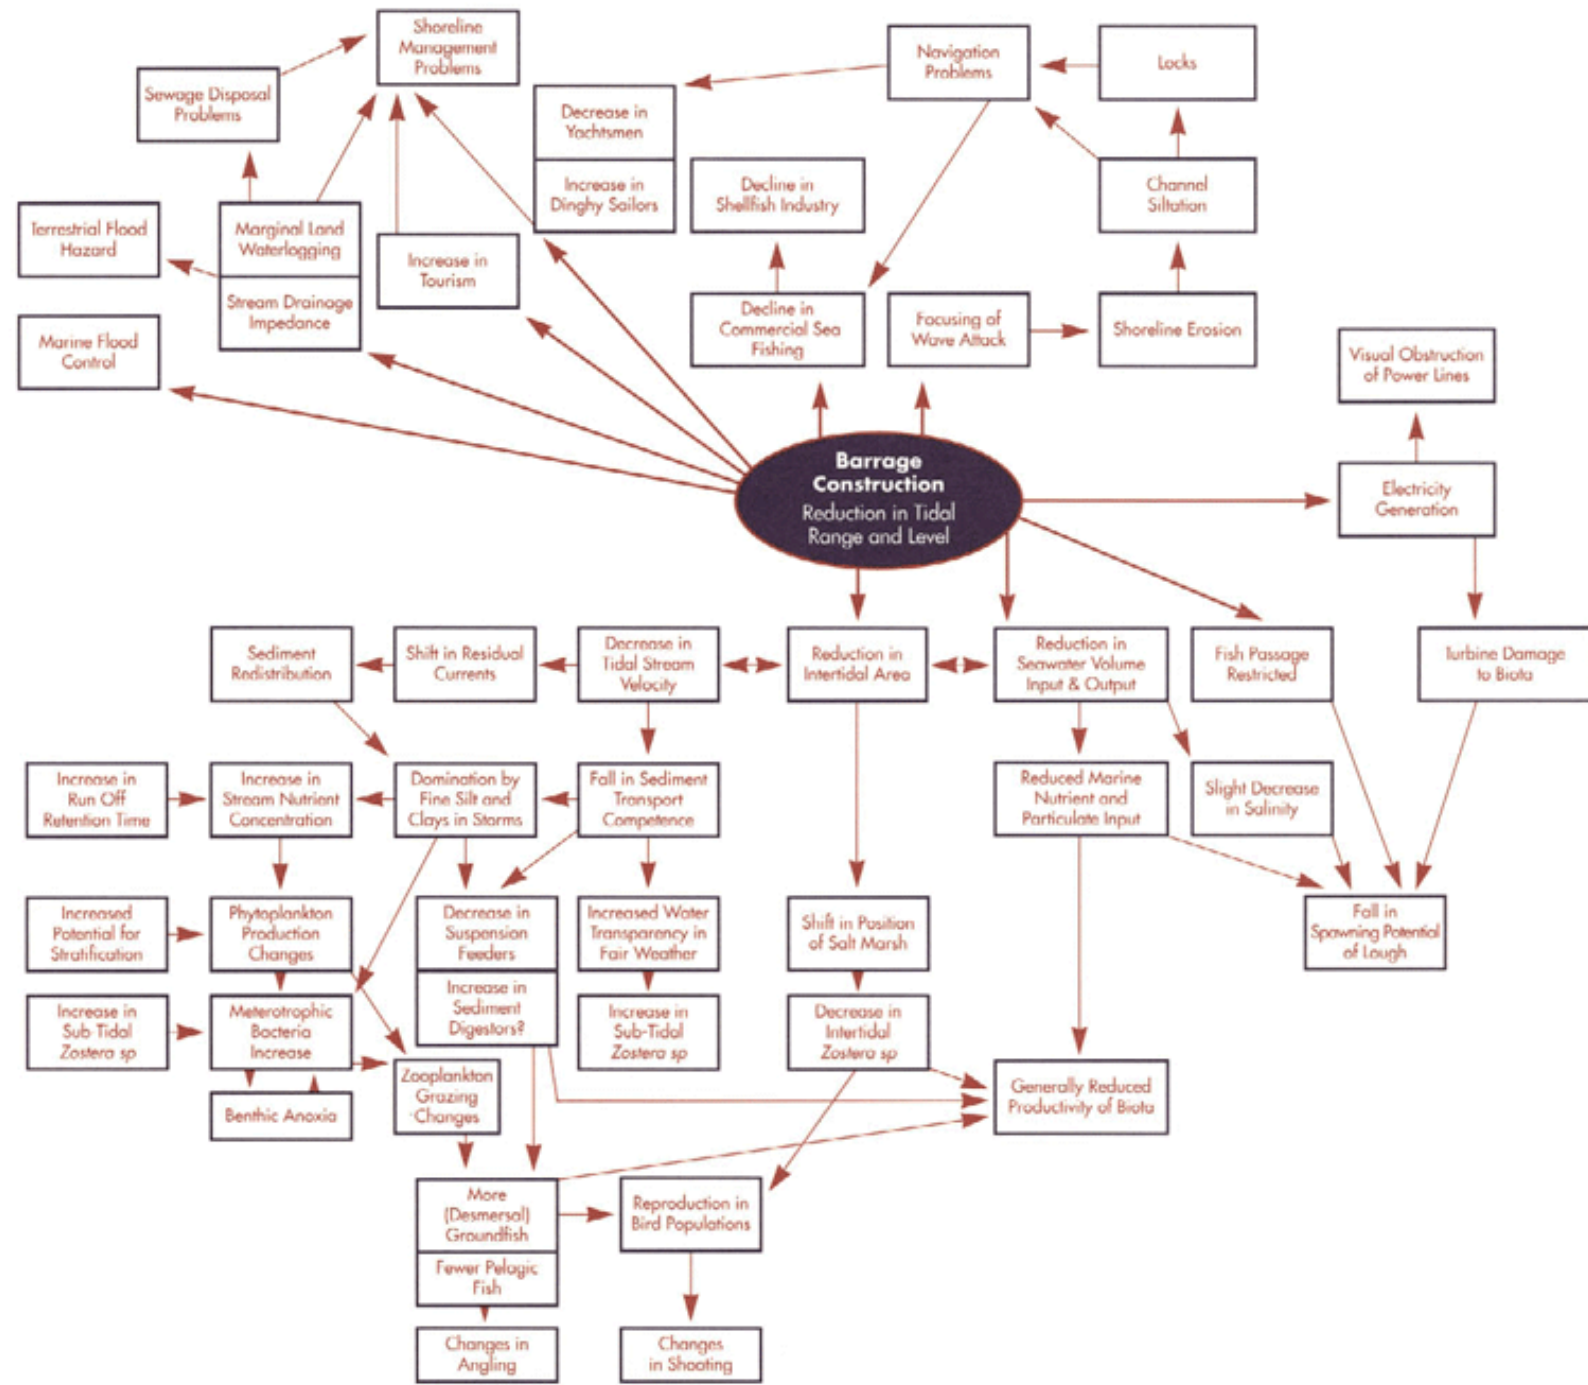 Shoreline
Management
Problems
Navigation
Problems
Locks
Sewage Disposal
Problems
Decrease in
Yachtsmen
Increase in
Dinghy Sailors
Decline in
Shellfish Industry
Channel
Siltation
Terrestrial Flood
Hazard
Marginal Land
Waterlogging
Stream Drainage
Impedance
Increase in
Tourism
Marine Flood
Control
Decline in
Commercial Sea
Fishing
Focusing of
Wave Attack
Shoreline Erosion
Visual Obstruction
of Power Lines
Barrage
Construction
Reduction in Tidal
Range and Level
Electricity
Generation
Sediment
Redistribution
Shift in Residual
Currents
Decrease in
Tidal Stream
Velocity
Reduction in
Intertidal Area
Reduction in
Seawater Volume
Input & Output
Fish Passage
Restricted
Turbine Damage
to Biota
Increase in
Run Off
Retention Time
Increase in
Stream Nutrient
Concentration
Domination by
Fine Silt and
Clays in Storms
Fall in Sediment
Transport
Competence
Reduced Marine
Nutrient and
Particulate Input
Slight Decrease
in Salinity
Increased
Potential for
Stratification
Phytoplankton
Production
Changes
Decrease in
Suspension
Feeders
Increase in
Sediment
Digestors?
Increased Water
Transparency in
Fair Weather
Shift in Position
of Salt Marsh
Fall in
Spawning Potential
of Lough
Increase in
Sub-Tidal
Zostera sp
Meterotrophic
Bacteria
Increase
Increase in
Sub-Tidal
Zostera sp
Decrease in
Intertidal
Zostera sp
Benthic Anoxia
Zooplankton
Grazing
Changes
Generally Reduced
Productivity of Biota
More
(Desmersal)
Groundfish
Fewer Pelagic
Fish
Reproduction in
Bird Populations
Changes in
Angling
Changes
in Shooting